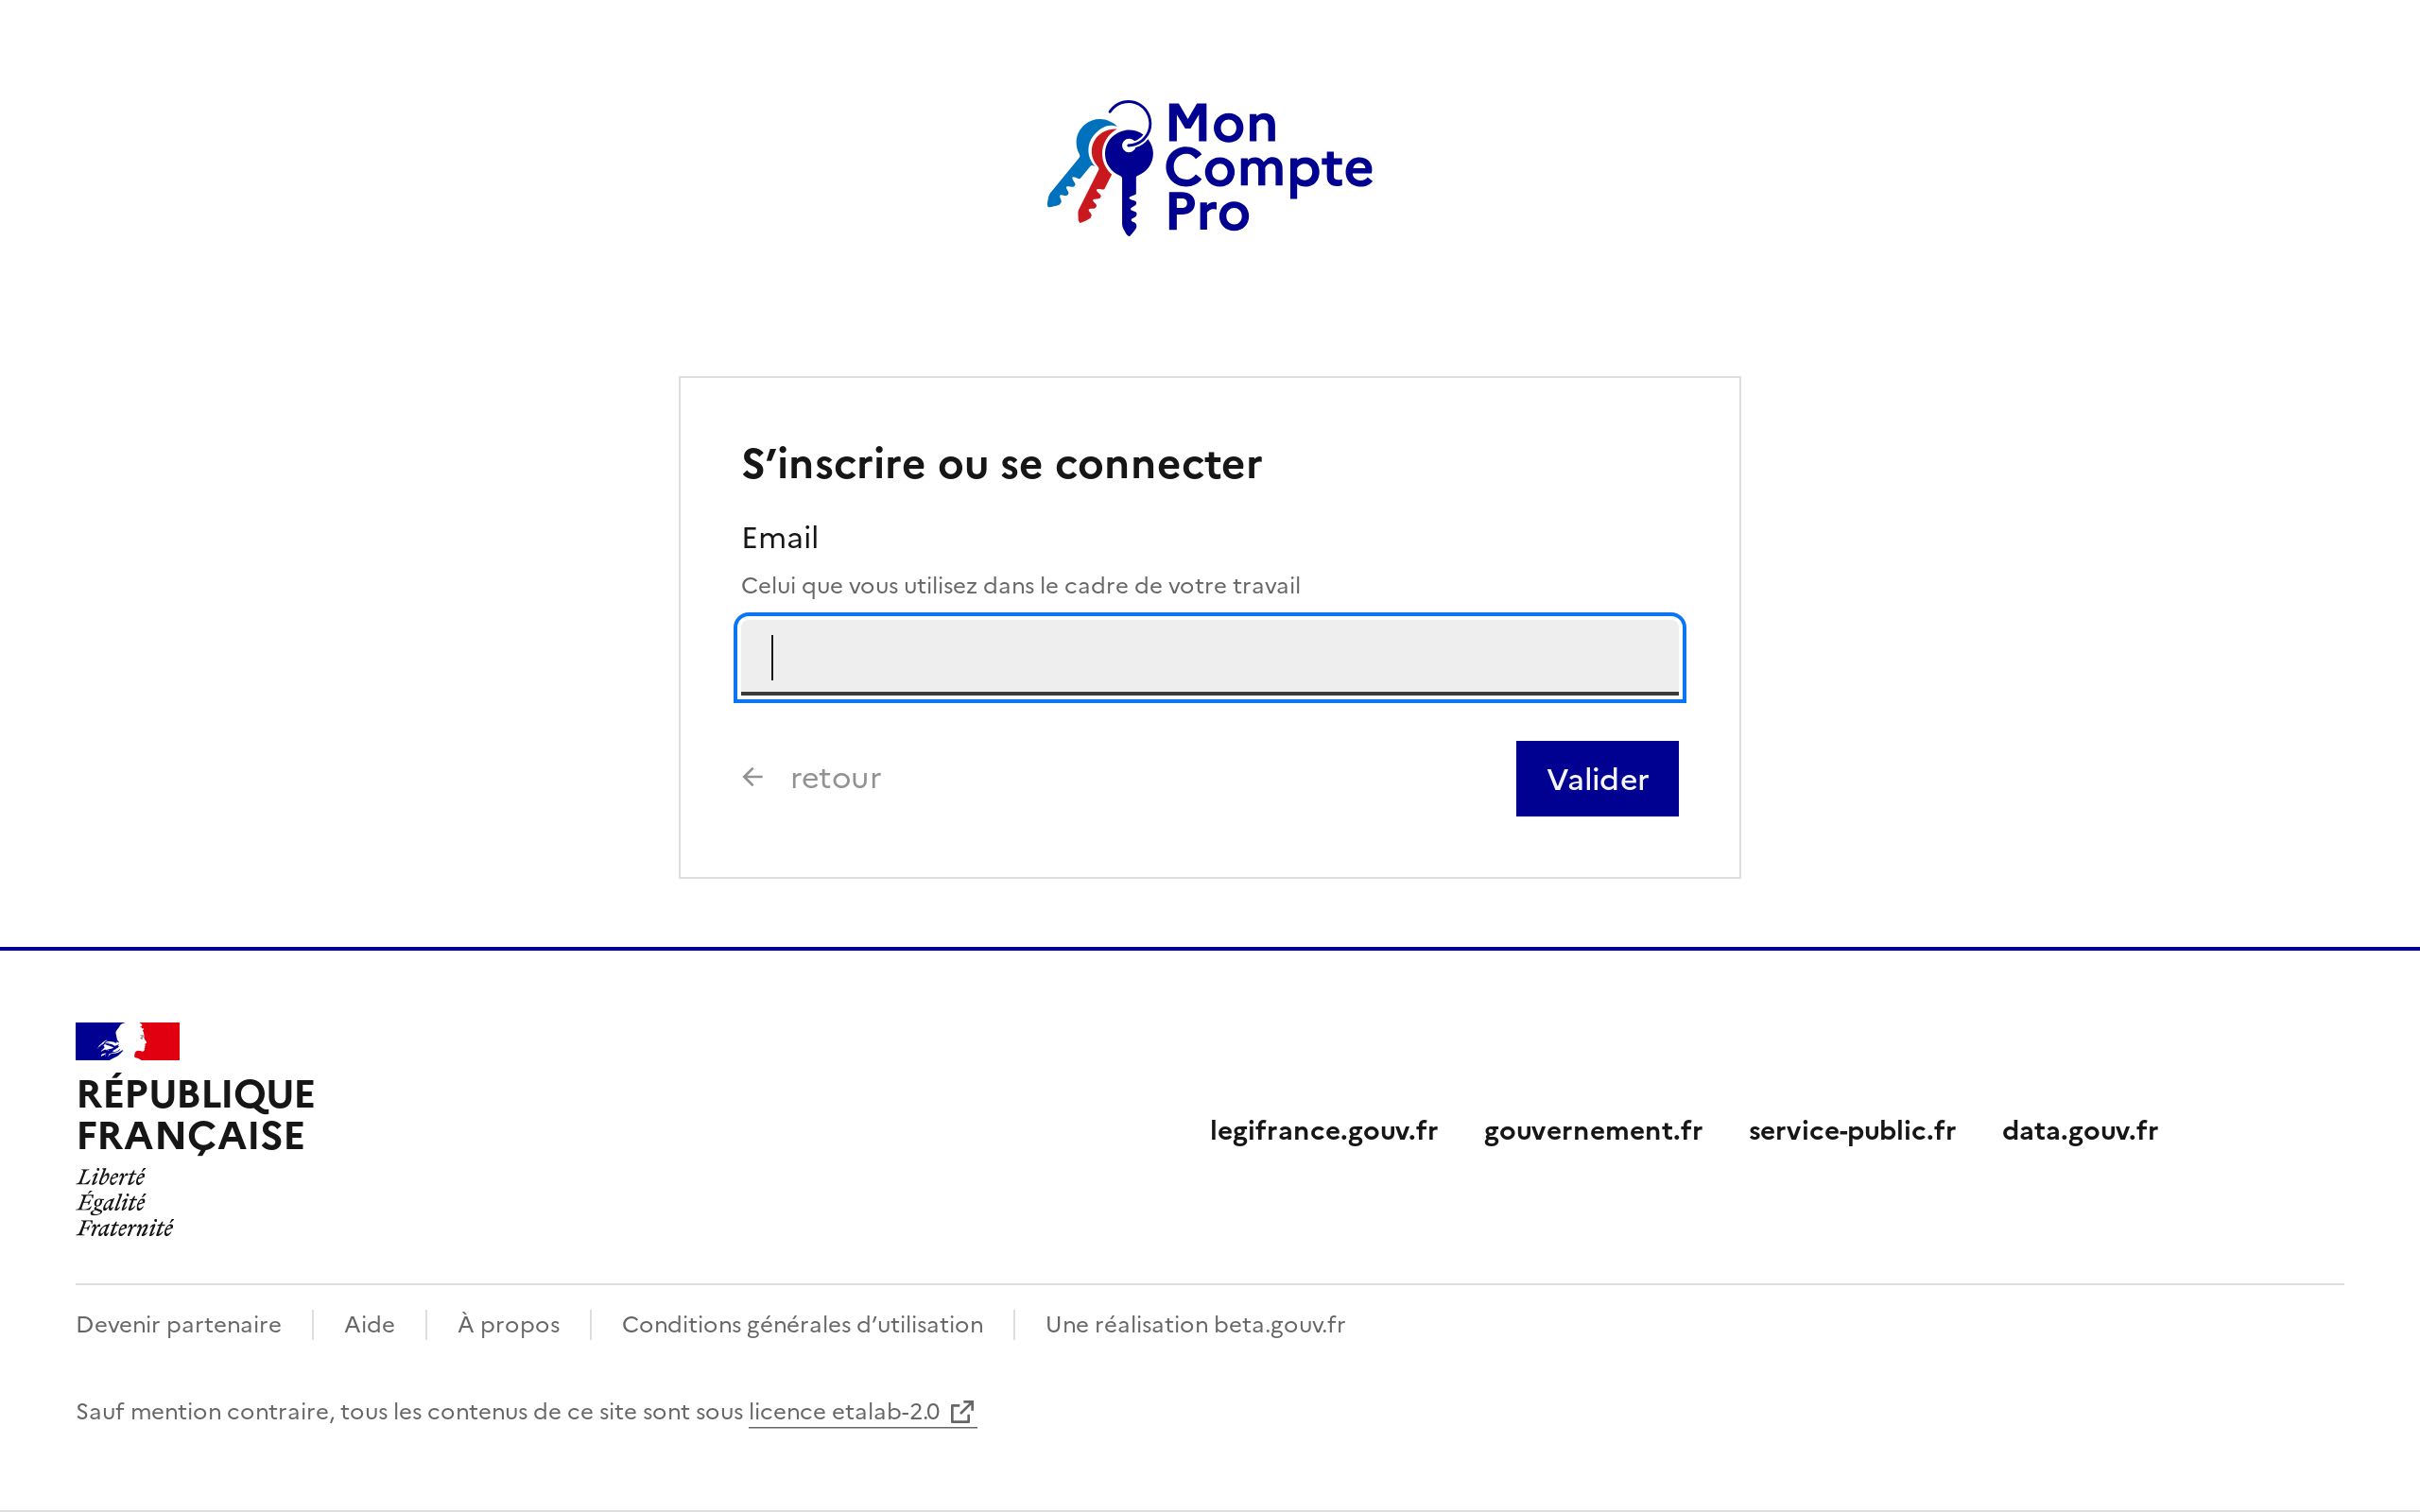 Mon
Compte
Pro
S’inscrire ou se connecter
Email
Celui que vous utilisez dans le cadre de votre travail
retour
Valider
RÉPUBLIQUE
FRANÇAISE
Liberté
Égalité
Fraternité
legifrance.gouv.fr gouvernement.fr service-public.fr data.gouv.fr
Devenir partenaire Aide À propos Conditions générales d’utilisation Une réalisation beta.gouv.fr
Sauf mention contraire, tous les contenus de ce site sont sous licence etalab-2.0